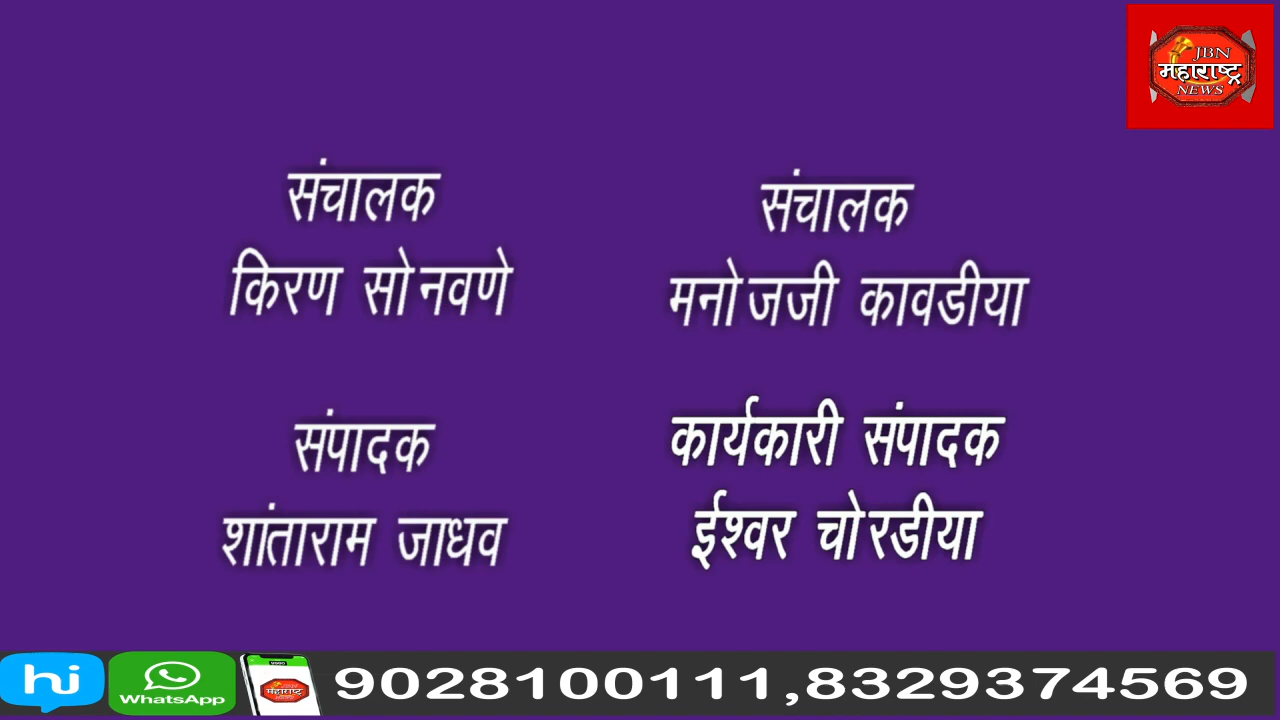 JBN
महाराष्ट्र
NEWS
संचालक
किरण सोनवणे
संचालक
मनोजजी कावडीया
संपादक
शांताराम जाधव
कार्यकारी संपादक
ईश्वर चोरडीया
hi
WhatsApp
महाराष्ट्र
9028100111,8329374569